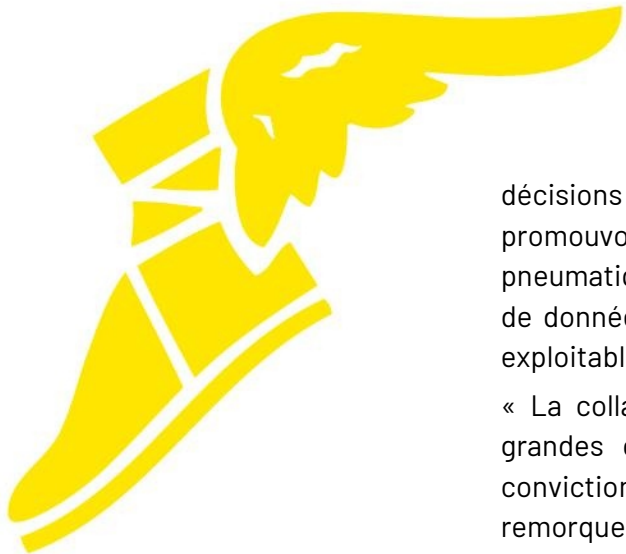 décisions
promouvo
pneumatic
de donnée
exploitabl
« La colla
grandes e
conviction
remorque